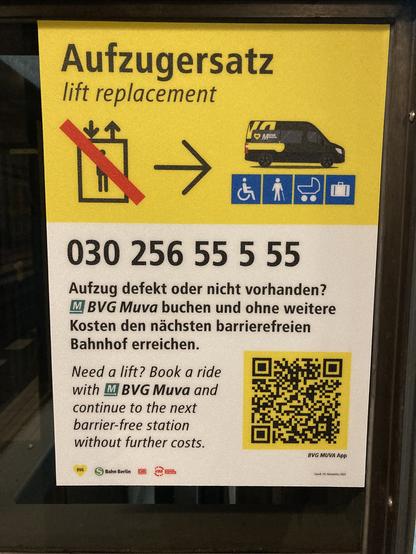 Aufzugersatz
lift replacement
030 256 55 5 55
Aufzug defekt oder nicht vorhanden?
M BVG Muva buchen und ohne weitere
Kosten den nächsten barrierefreien
Bahnhof erreichen.
Need a lift? Book a ride
with M BVG Muva and
continue to the next
barrier-free station
without further costs.
BVG MUVA App
BVG S Bahn Berlin DB